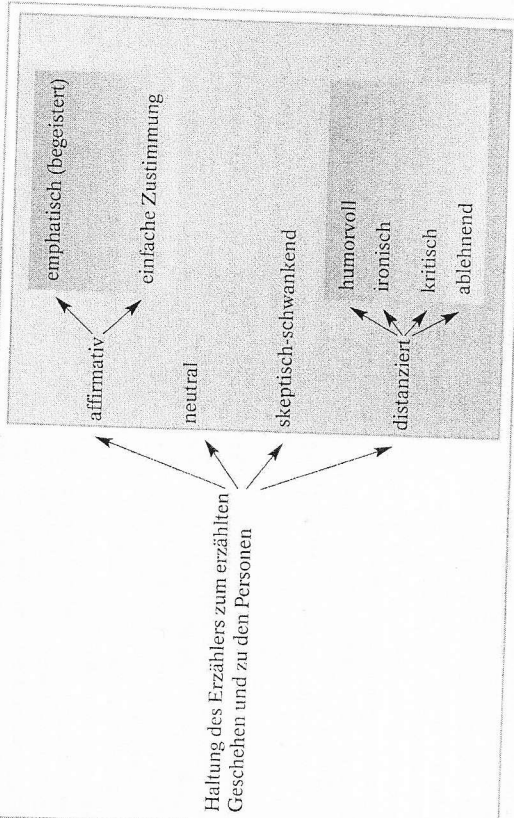 Haltung des Erzählers zum erzählten
Geschehen und zu den Personen
affirmativ
emphatisch (begeistert)
einfache Zustimmung
neutral
skeptisch-schwankend
distanziert
humorvoll
ironisch
kritisch
ablehnend